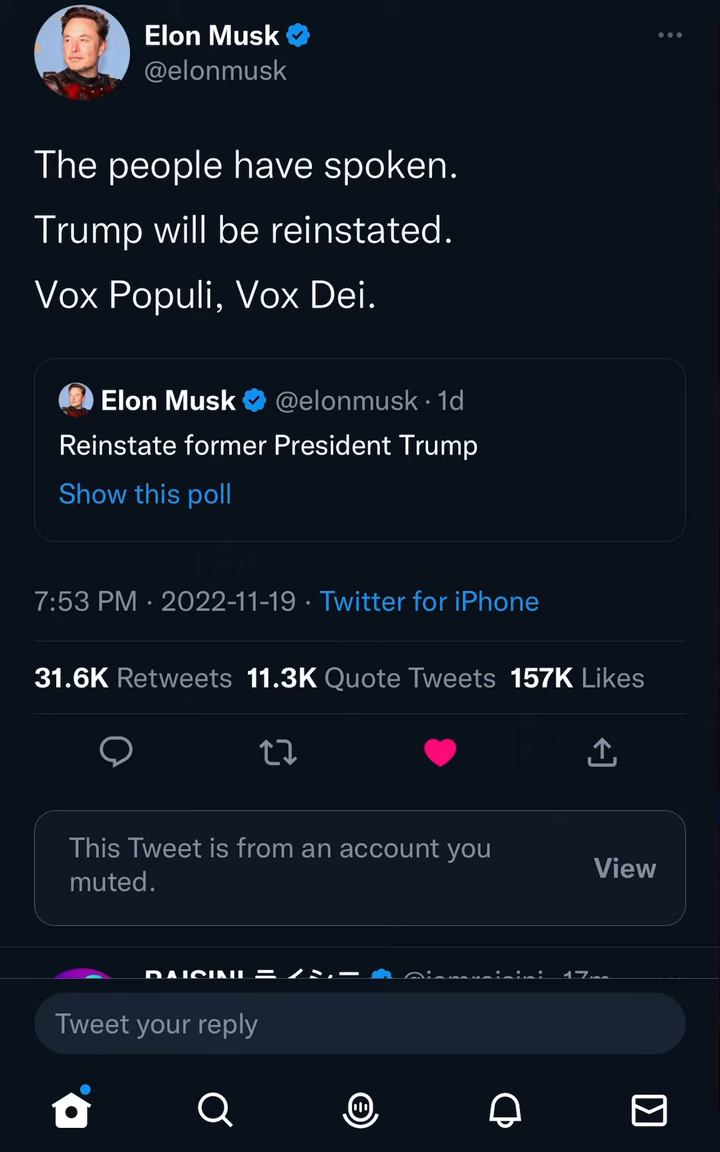 Elon Musk
@elonmusk
The people have spoken.
Trump will be reinstated.
Vox Populi, Vox Dei.
Elon Musk @elonmusk · 1d
Reinstate former President Trump
Show this poll
7:53 PM · 2022-11-19 · Twitter for iPhone
31.6K Retweets 11.3K Quote Tweets 157K Likes
This Tweet is from an account you
muted.
View
17m
Tweet your reply